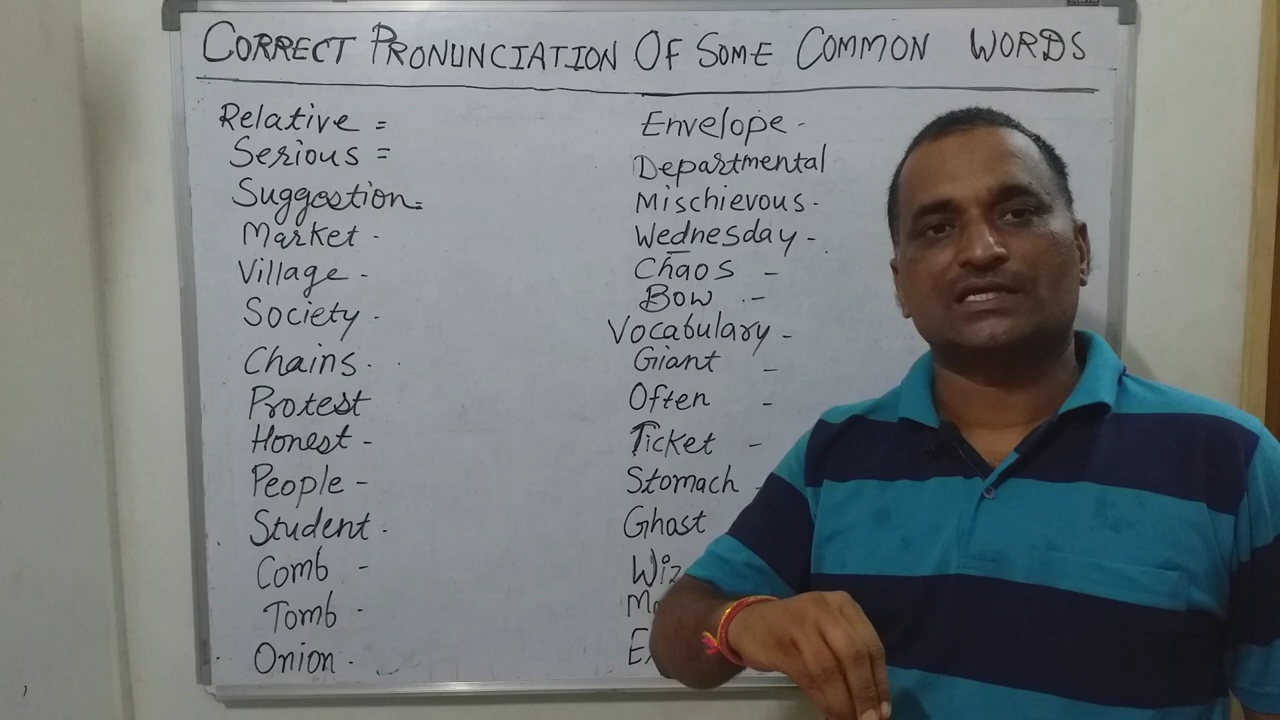 CORRECT PRONUNCIATION OF SOME COMMON WORDS
Relative =
Serious =
Suggestion =
Market -
Village -
Society -
Chains -
Protest
Honest -
People -
Student -
Comb -
Tomb -
Onion -
Envelope -
Departmental
Mischievous -
Wednesday -
Chaos -
Bow -
Vocabulary -
Giant -
Often -
Ticket -
Stomach -
Ghost